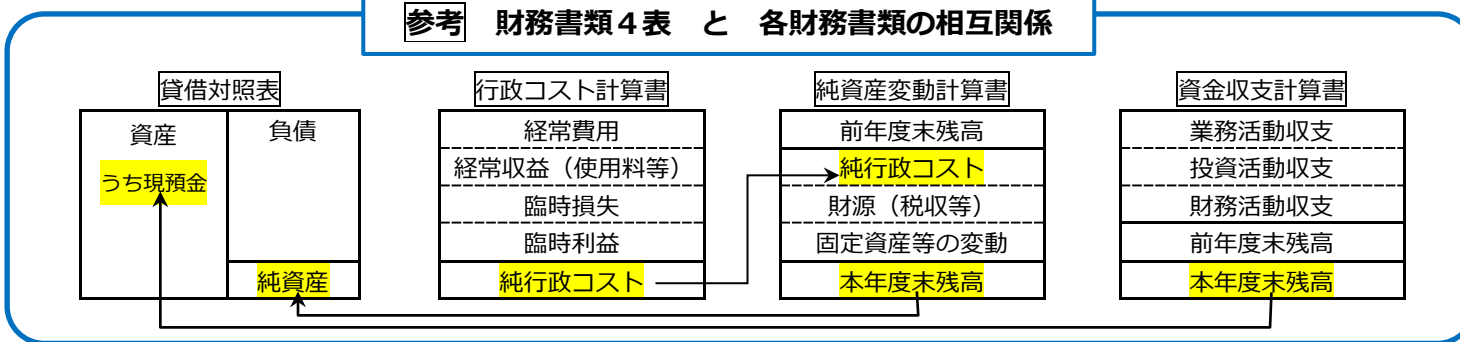 参考 財務書類４表 と 各財務書類の相互関係
貸借対照表
資産
うち現預金
負債
純資産
行政コスト計算書
経常費用
経常収益（使用料等）
臨時損失
臨時利益
純行政コスト
純資産変動計算書
前年度末残高
純行政コスト
財源（税収等）
固定資産等の変動
本年度末残高
資金収支計算書
業務活動収支
投資活動収支
財務活動収支
前年度末残高
本年度末残高